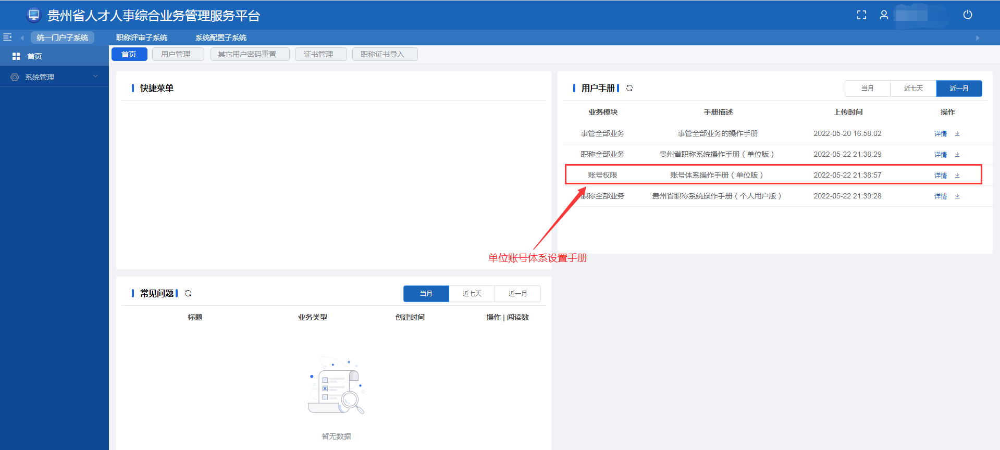 贵州省人才人事综合业务管理服务平台
统一门户子系统 职称评审子系统 系统配置子系统
首页
系统管理
首页 用户管理 其它用户密码重置 证书管理 职称证书导入
快捷菜单
用户手册 当月 近七天 近一月
业务模块 手册描述 上传时间 操作
事管全部业务 事管全部业务的操作手册 2022-05-20 16:58:02 详情
职称全部业务 贵州省职称系统操作手册（单位版） 2022-05-22 21:38:29 详情
账号权限 账号体系操作手册（单位版） 2022-05-22 21:38:57 详情
职称全部业务 贵州省职称系统操作手册（个人用户版） 2022-05-22 21:39:28 详情
单位账号体系设置手册
常见问题 当月 近七天 近一月
标题 业务类型 创建时间 操作 | 阅读数
暂无数据